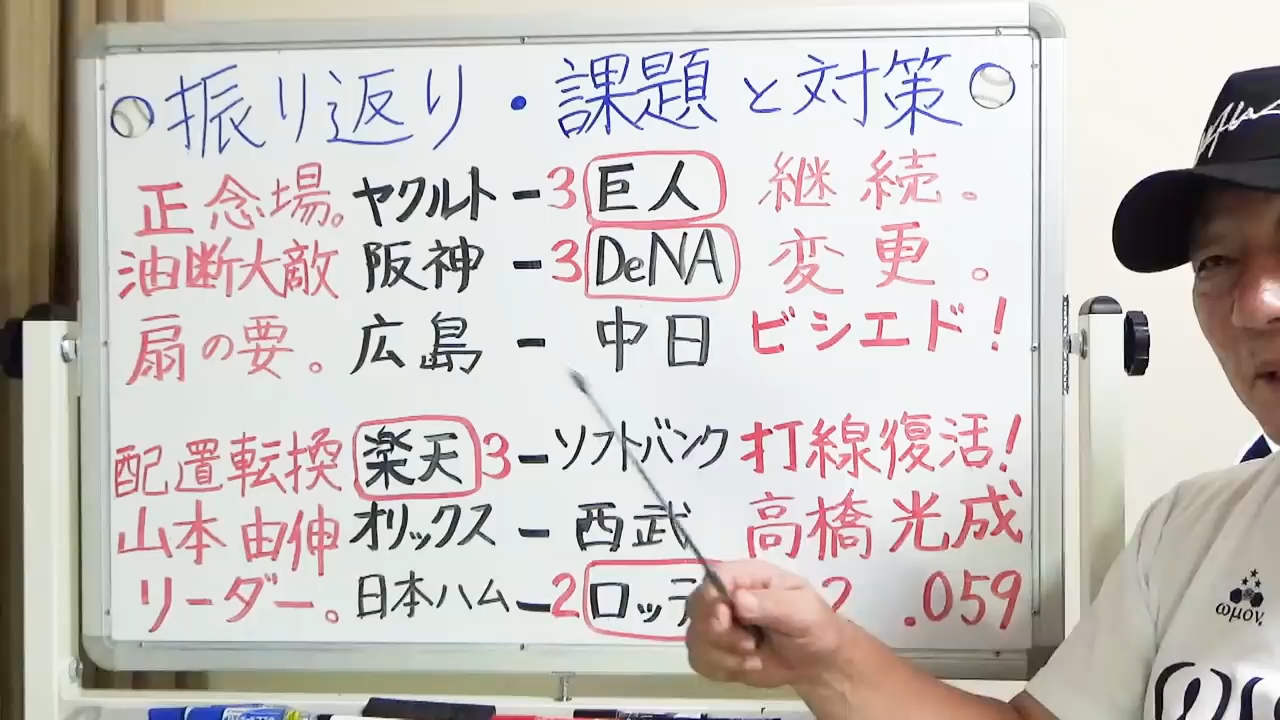 振り返り・課題と対策
正念場。 ヤクルト - 3 巨人 継続。
油断大敵 阪神 - 3 DeNA 変更。
扇の要。 広島 - 中日 ビシエド!
配置転換 楽天 3 - ソフトバンク 打線復活!
山本由伸 オリックス - 西武 高橋光成
リーダー。 日本ハム - 2 ロッテ 2 .059
ωμον